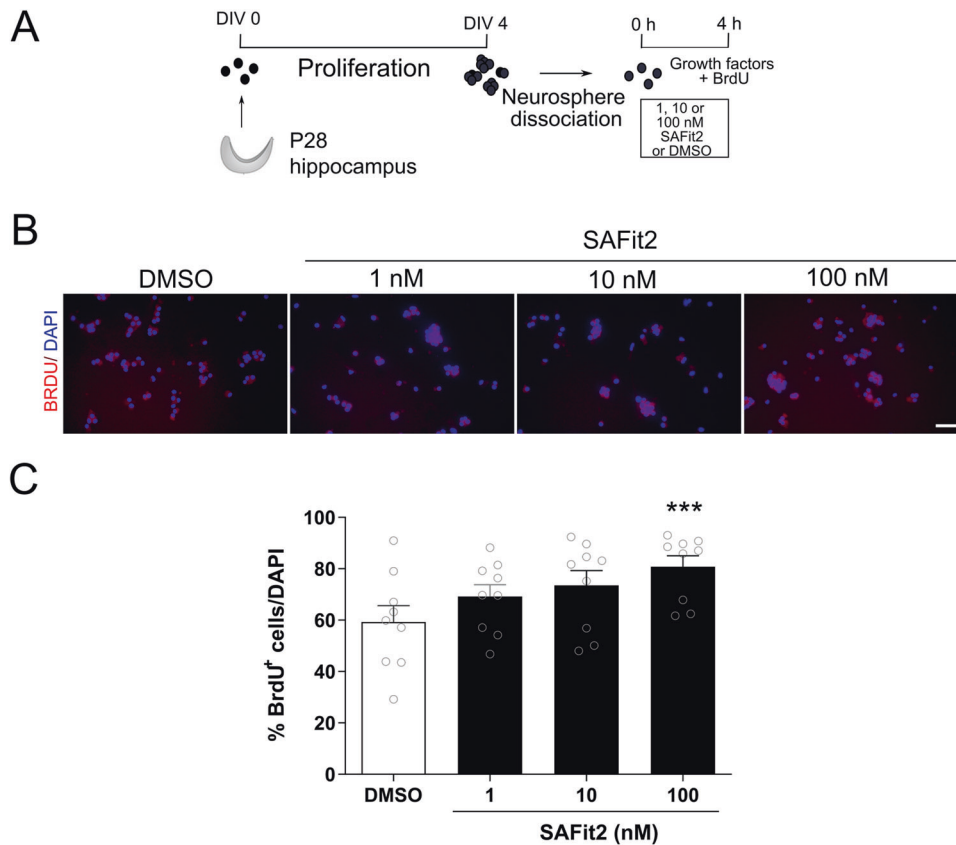 A
DIV 0
DIV 4
0 h
4 h
Proliferation
Growth factors
+ BrdU
Neurosphere
dissociation
1, 10 or
100 nM
SAFit2
or DMSO
P28
hippocampus
B
SAFit2
DMSO
1 nM
10 nM
100 nM
BRDU/ DAPI
C
% BrdU+ cells/DAPI
100
80
60
40
20
0
***
DMSO
1
10
100
SAFit2 (nM)